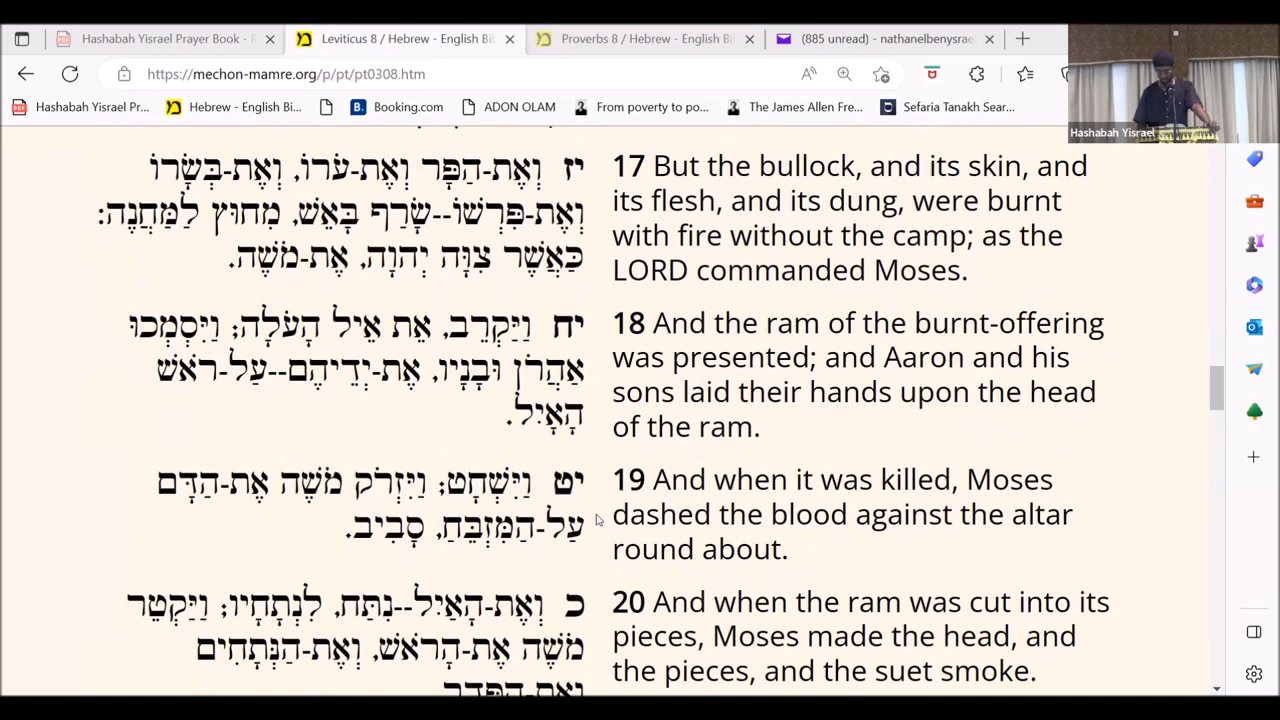 Hashabah Yisrael Prayer Book - R
Leviticus 8 / Hebrew - English Bib
Proverbs 8 / Hebrew - English Bib
(885 unread) - nathanelbenysrae
https://mechon-mamre.org/p/pt/pt0308.htm
Hashabah Yisrael Pr...
Hebrew - English Bi...
Booking.com
ADON OLAM
From poverty to po...
The James Allen Fre...
Sefaria Tanakh Sear...
Hashabah Yisrael
יז וְאֶת-הַפָּר וְאֶת-עֹרוֹ, וְאֶת-בְּשָׂרוֹ
וְאֶת-פִּרְשׁוֹ--שָׂרַף בָּאֵשׁ, מִחוּץ לַמַּחֲנֶה:
כַּאֲשֶׁר צִוָּה יְהוָה, אֶת-מֹשֶׁה.
17 But the bullock, and its skin, and
its flesh, and its dung, were burnt
with fire without the camp; as the
LORD commanded Moses.
יח וַיַּקְרֵב, אֵת אֵיל הָעֹלָה; וַיִּסְמְכוּ
אַהֲרֹן וּבָנָיו, אֶת-יְדֵיהֶם--עַל-רֹאשׁ
הָאָיִל.
18 And the ram of the burnt-offering
was presented; and Aaron and his
sons laid their hands upon the head
of the ram.
יט וַיִּשְׁחָט; וַיִּזְרֹק מֹשֶׁה אֶת-הַדָּם
עַל-הַמִּזְבֵּחַ, סָבִיב.
19 And when it was killed, Moses
dashed the blood against the altar
round about.
כ וְאֶת-הָאַיִל--נִתַּח, לִנְתָחָיו; וַיַּקְטֵר
מֹשֶׁה אֶת-הָרֹאשׁ, וְאֶת-הַנְּתָחִים
וְאֶת-הַפָּדֶר
20 And when the ram was cut into its
pieces, Moses made the head, and
the pieces, and the suet smoke.